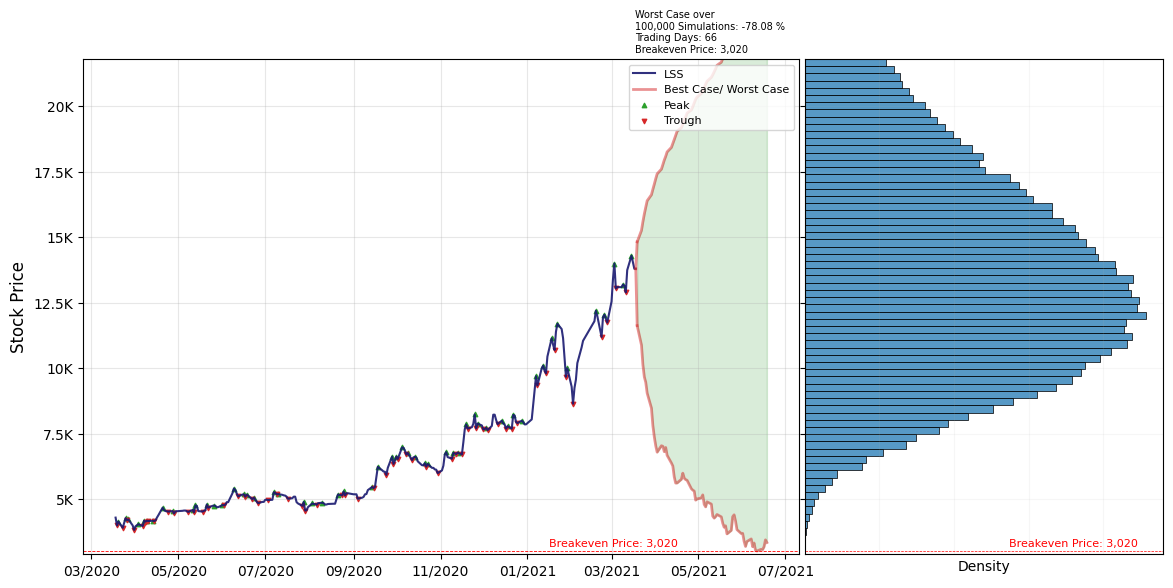 Worst Case over
100,000 Simulations: -78.08 %
Trading Days: 66
Breakeven Price: 3,020
LSS
Best Case/ Worst Case
Peak
Trough
Stock Price
20K
17.5K
15K
12.5K
10K
7.5K
5K
Breakeven Price: 3,020
Breakeven Price: 3,020
03/2020 05/2020 07/2020 09/2020 11/2020 01/2021 03/2021 05/2021 07/2021
Density